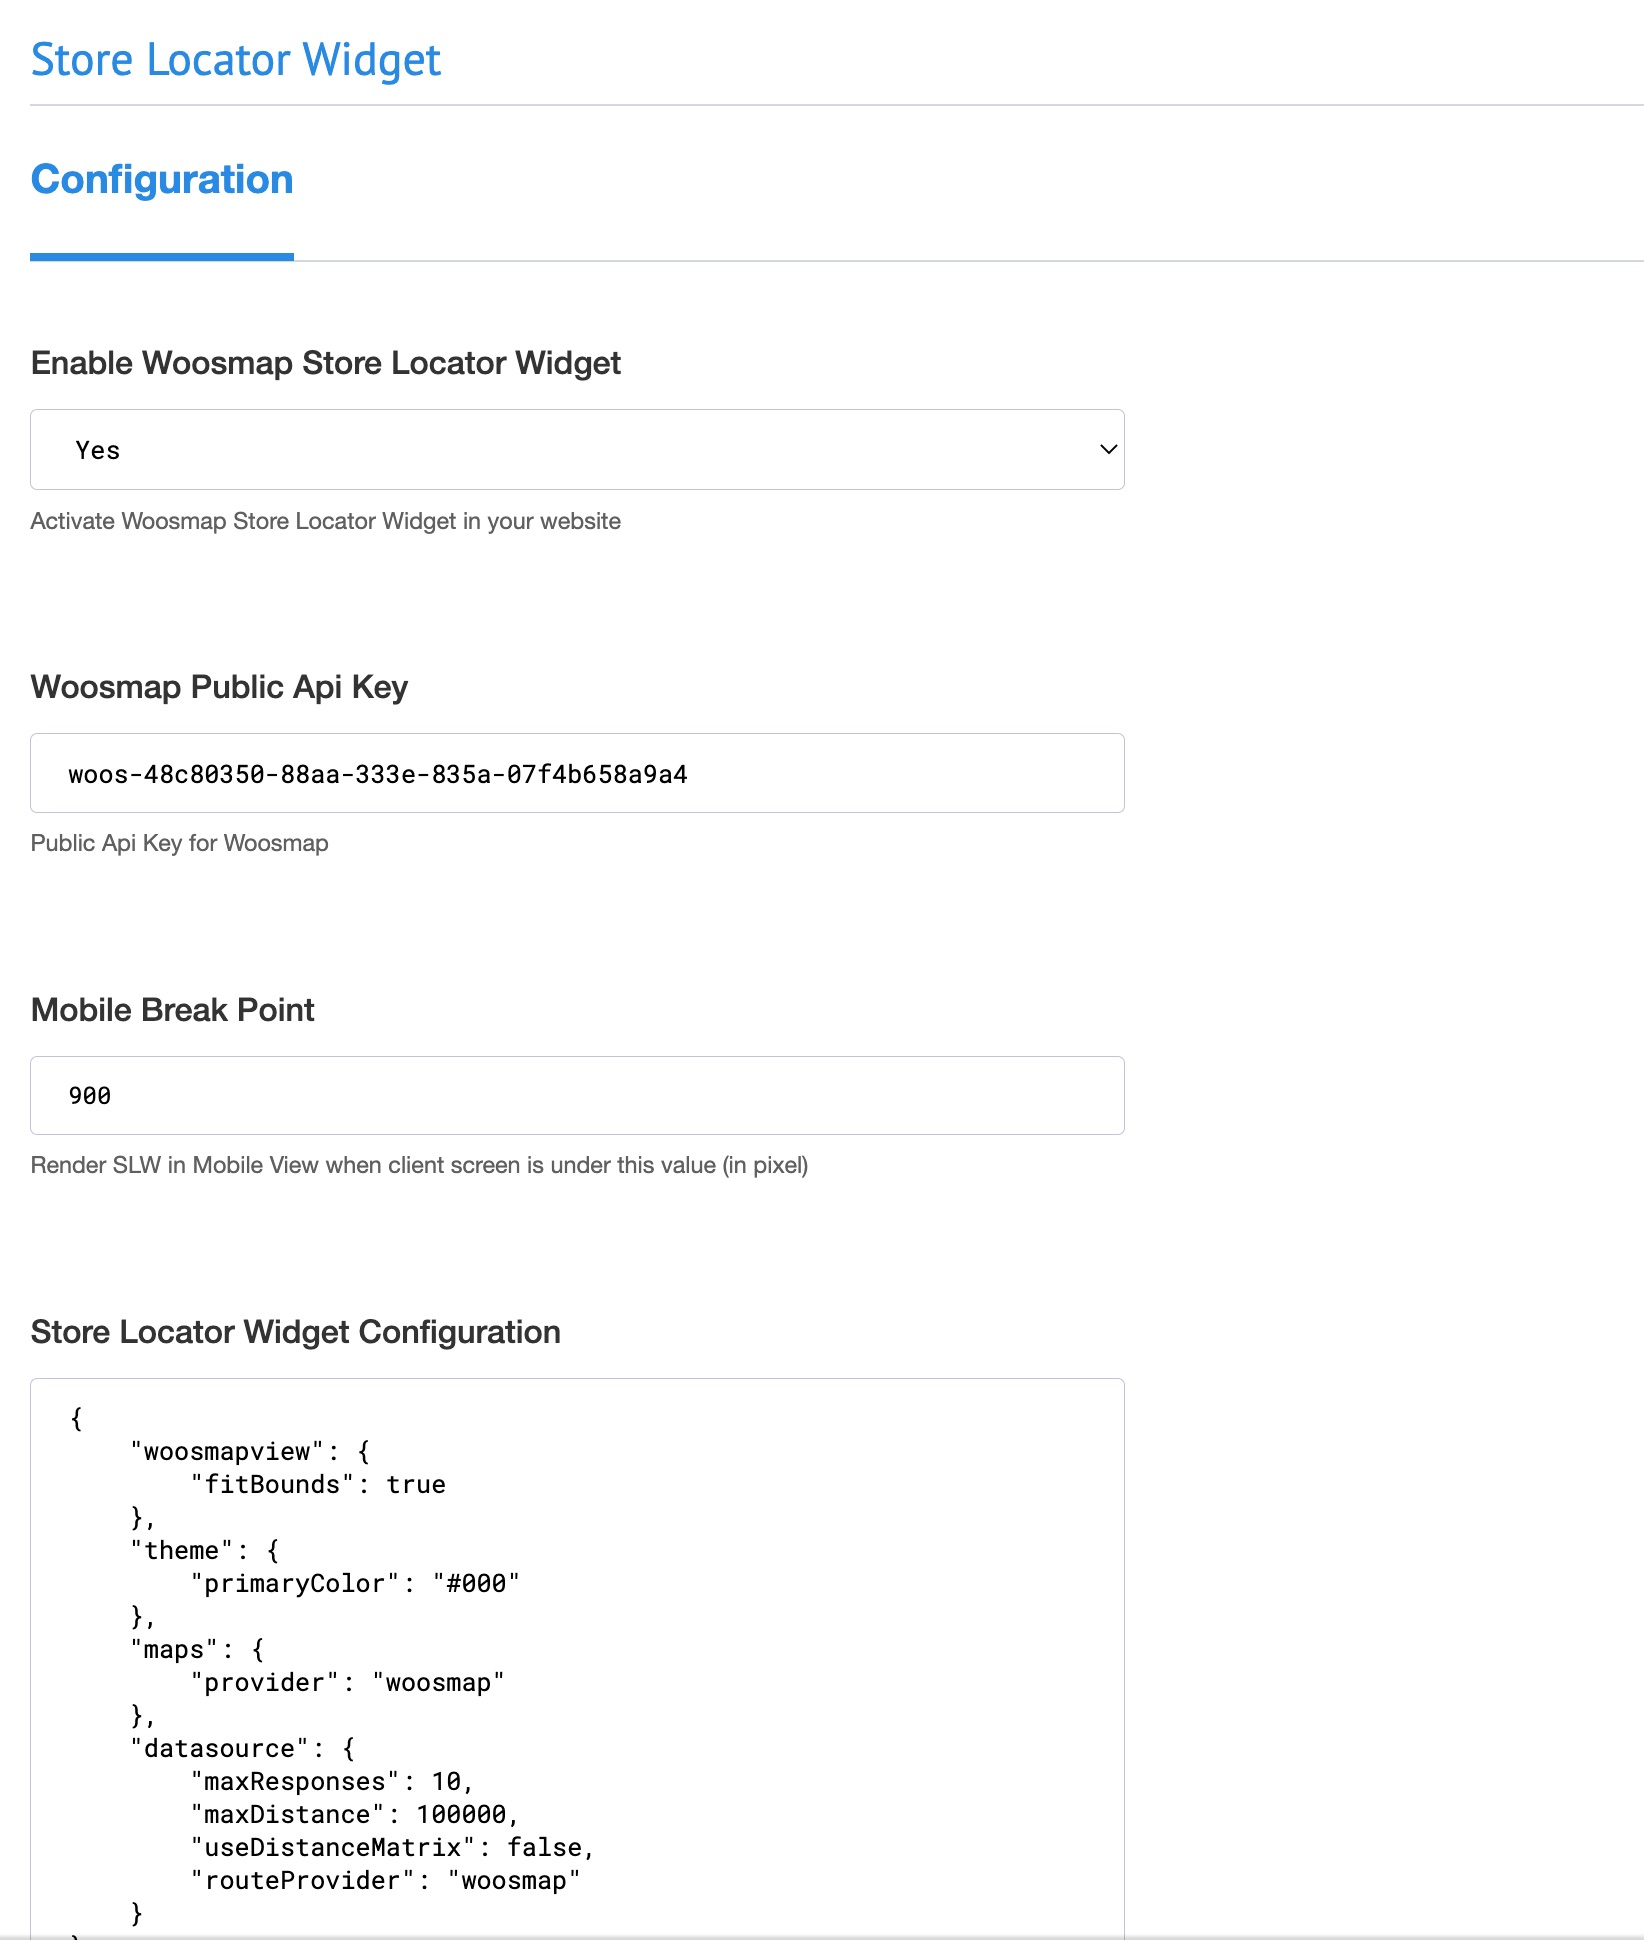 Store Locator Widget
Configuration
Enable Woosmap Store Locator Widget
Yes
Activate Woosmap Store Locator Widget in your website
Woosmap Public Api Key
woos-48c80350-88aa-333e-835a-07f4b658a9a4
Public Api Key for Woosmap
Mobile Break Point
900
Render SLW in Mobile View when client screen is under this value (in pixel)
Store Locator Widget Configuration
{
    "woosmapview": {
        "fitBounds": true
    },
    "theme": {
        "primaryColor": "#000"
    },
    "maps": {
        "provider": "woosmap"
    },
    "datasource": {
        "maxResponses": 10,
        "maxDistance": 100000,
        "useDistanceMatrix": false,
        "routeProvider": "woosmap"
    }